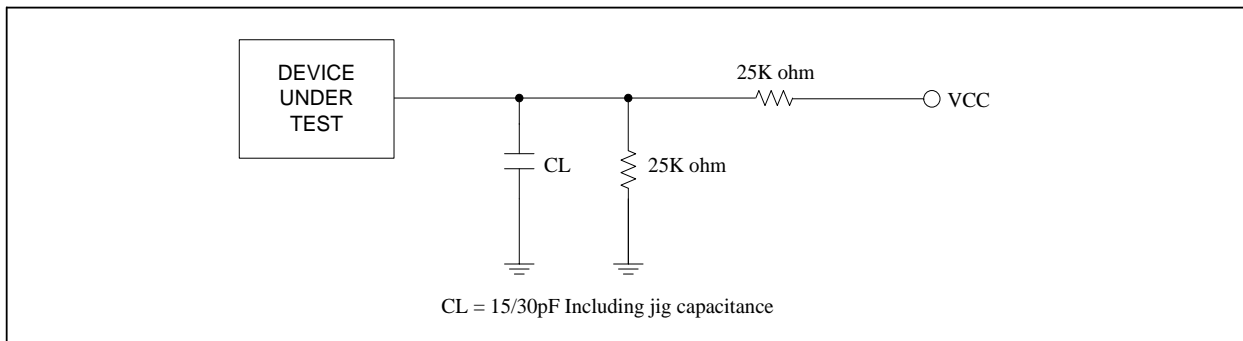 DEVICE
UNDER
TEST
25K ohm
VCC
CL
25K ohm
CL = 15/30pF Including jig capacitance